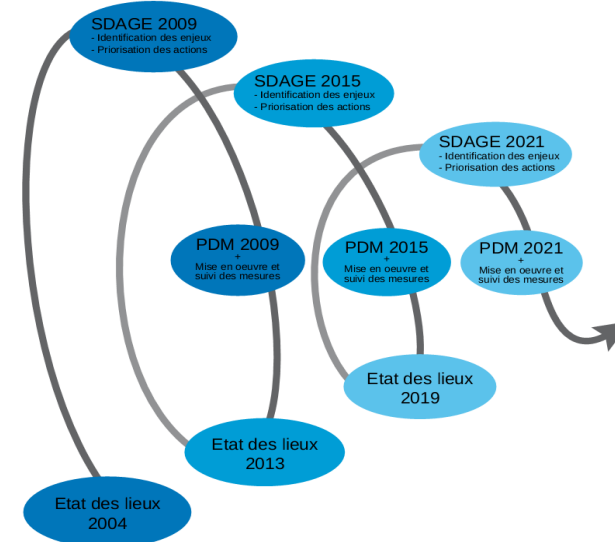 SDAGE 2009
- Identification des enjeux
- Priorisation des actions
SDAGE 2015
- Identification des enjeux
- Priorisation des actions
SDAGE 2021
- Identification des enjeux
- Priorisation des actions
PDM 2009
+
Mise en oeuvre et
suivi des mesures
PDM 2015
+
Mise en oeuvre et
suivi des mesures
PDM 2021
+
Mise en oeuvre et
suivi des mesures
Etat des lieux
2019
Etat des lieux
2013
Etat des lieux
2004